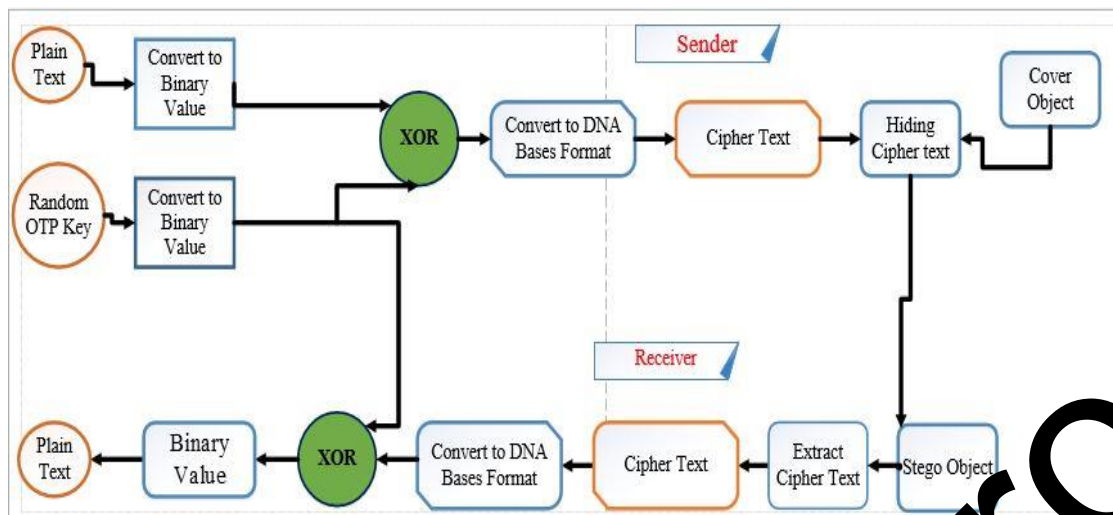 Plain
Text
Convert to
Binary
Value
XOR
Convert to DNA
Bases Format
Sender
Cipher Text
Hiding
Cipher text
Cover
Object
Random
OTP Key
Convert to
Binary
Value
Receiver
Plain
Text
Binary
Value
XOR
Convert to DNA
Bases Format
Cipher Text
Extract
Cipher Text
Stego Object